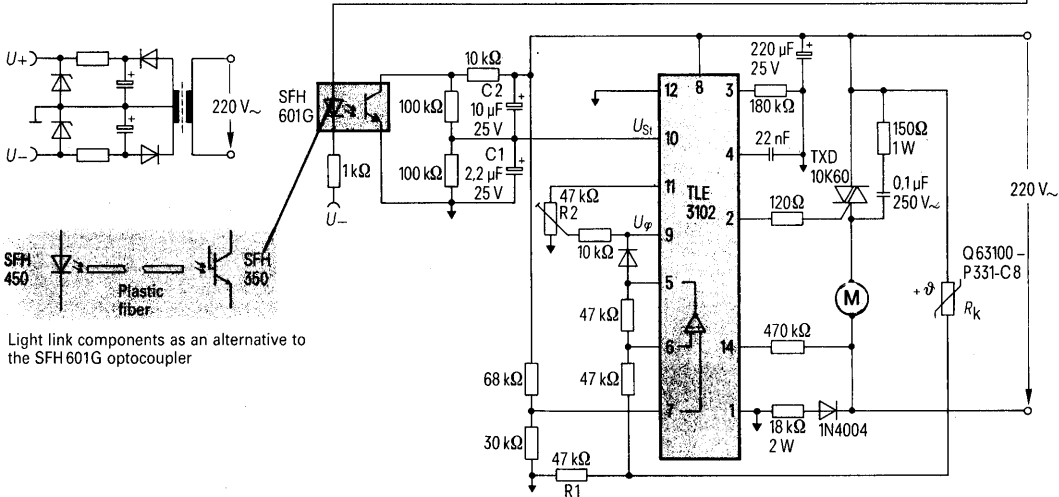 U+
U–
220 V~
SFH
601G
1 kΩ
U–
10 kΩ
C2
10 µF
25 V
100 kΩ
C1
2,2 µF
25 V
100 kΩ
47 kΩ
R2
10 kΩ
USt
Uφ
47 kΩ
47 kΩ
68 kΩ
30 kΩ
47 kΩ
R1
12
10
11
9
5
6
7
8
3
4
2
14
1
TLE
3102
220 µF
25 V
180 kΩ
22 nF
TXD
10K60
120Ω
150Ω
1 W
0,1 µF
250 V~
220 V~
M
Q63100–
P331-C8
+ϑ
Rk
470 kΩ
18 kΩ
2 W
1N4004
SFH
450
SFH
350
Plastic
fiber
Light link components as an alternative to
the SFH 601G optocoupler